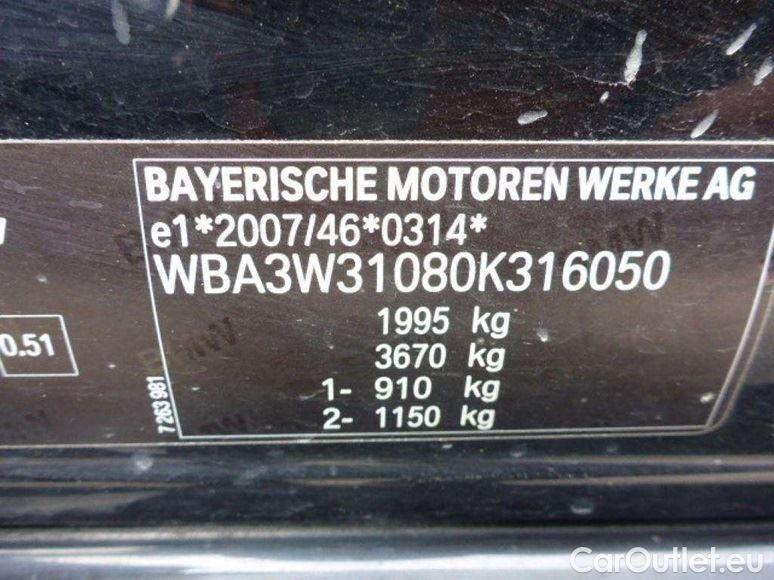 BAYERISCHE MOTOREN WERKE AG
e1*2007/46*0314*
WBA3W31080K316050
1995 kg
0.51
3670 kg
1- 910 kg
2- 1150 kg
7 263 981
BMW
CarOutlet.eu